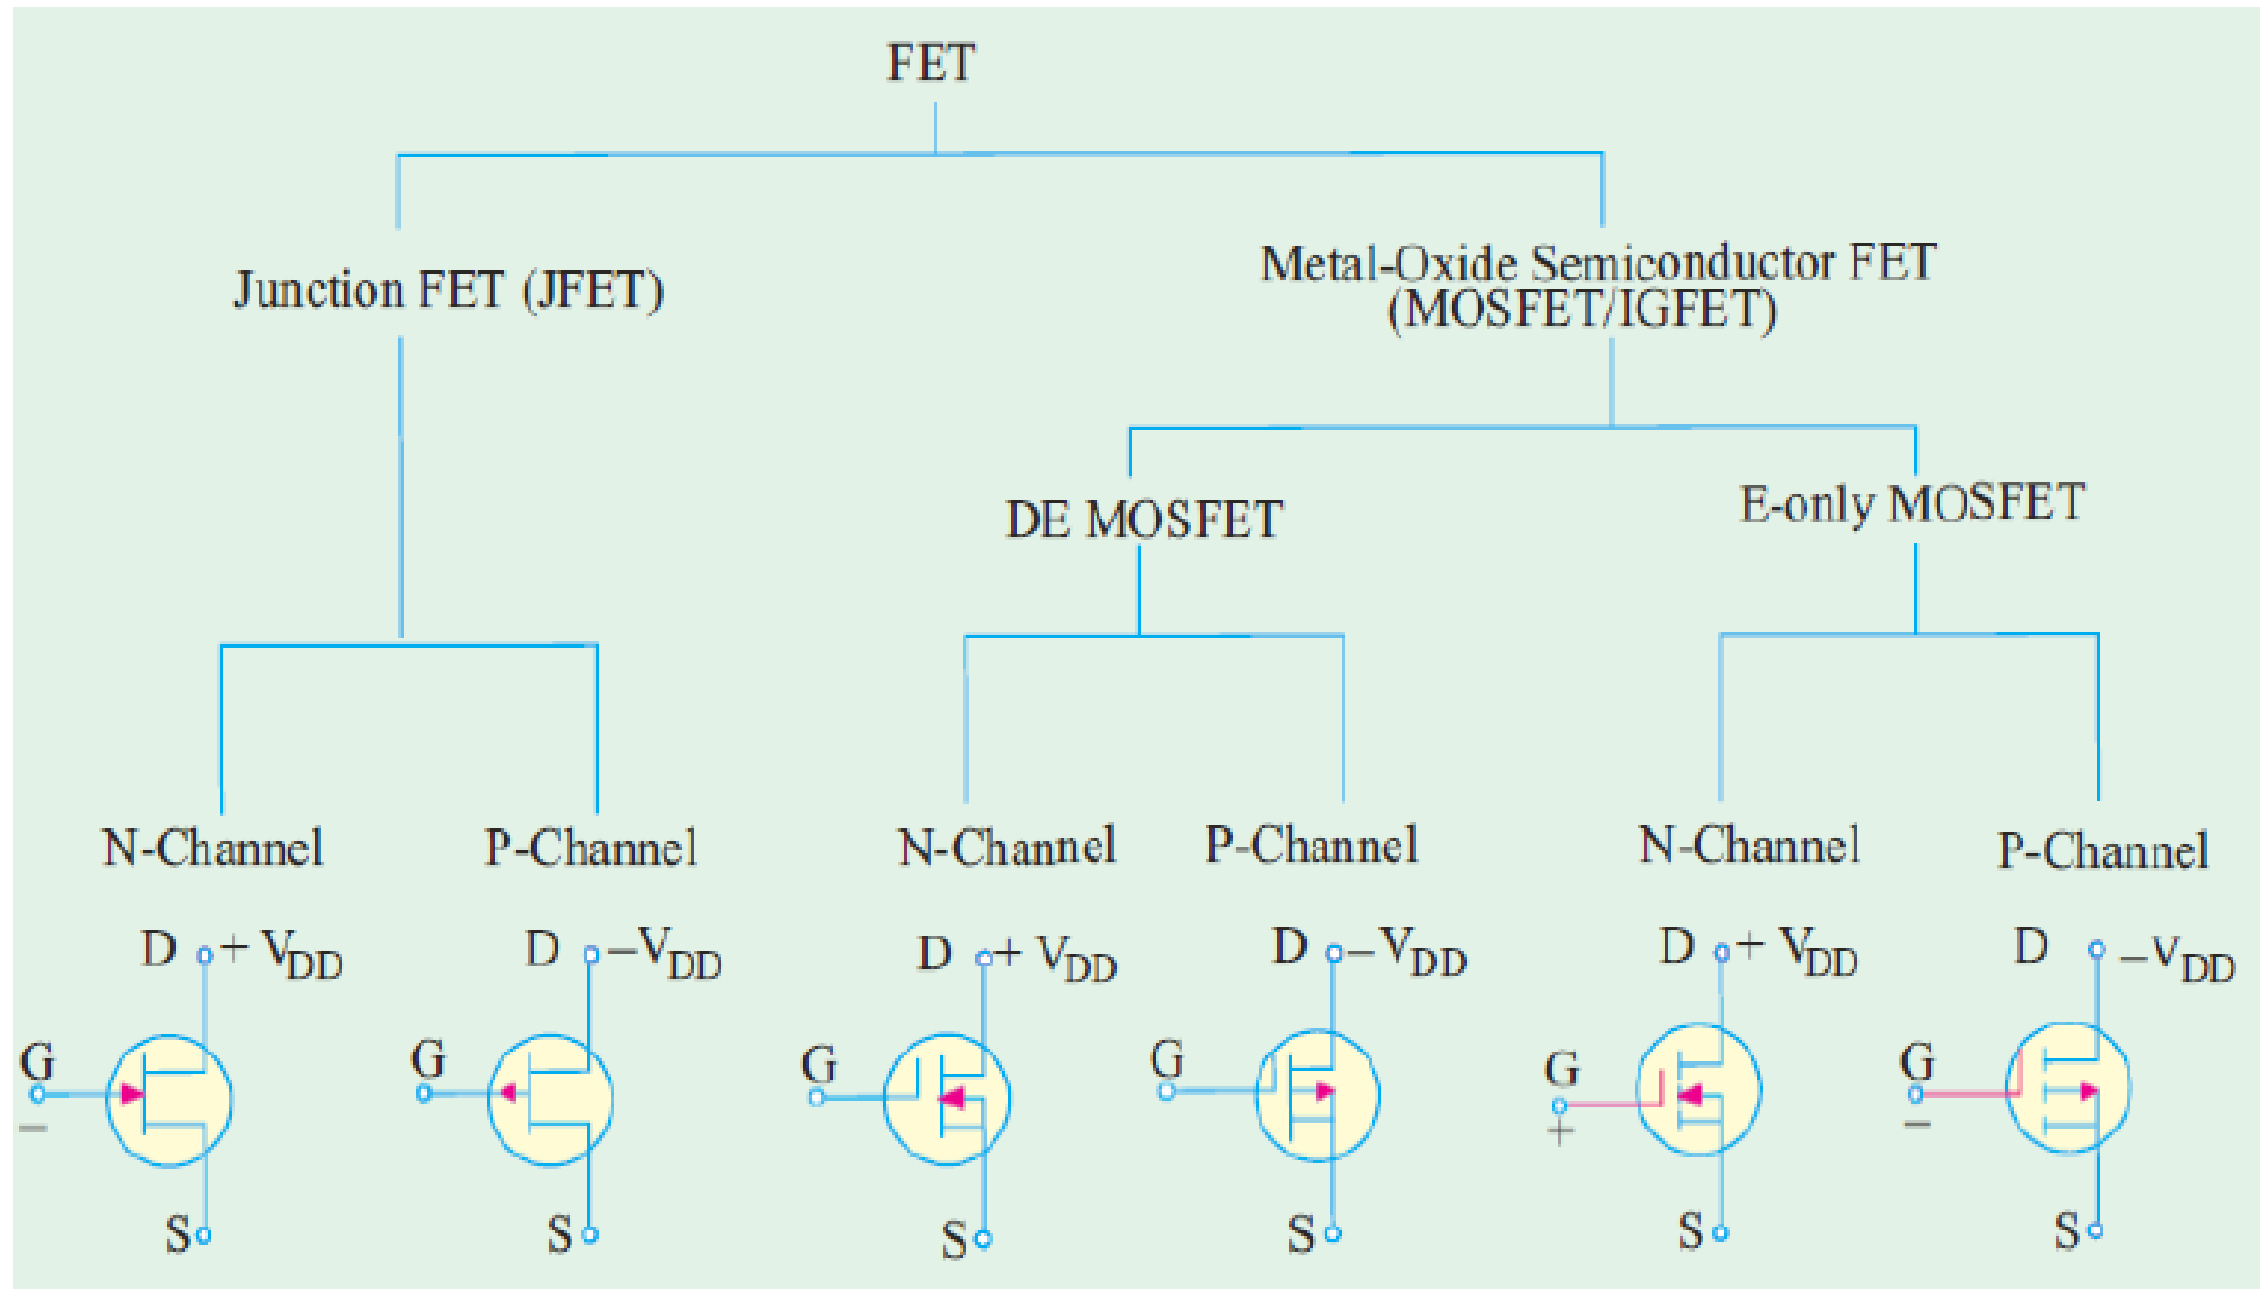 FET
Junction FET (JFET)
Metal-Oxide Semiconductor FET
(MOSFET/IGFET)
DE MOSFET
E-only MOSFET
N-Channel
P-Channel
N-Channel
P-Channel
N-Channel
P-Channel
D + VDD
D –VDD
D + VDD
D –VDD
D + VDD
D –VDD
G
–
G
G
G
G
+
G
–
S
S
S
S
S
S